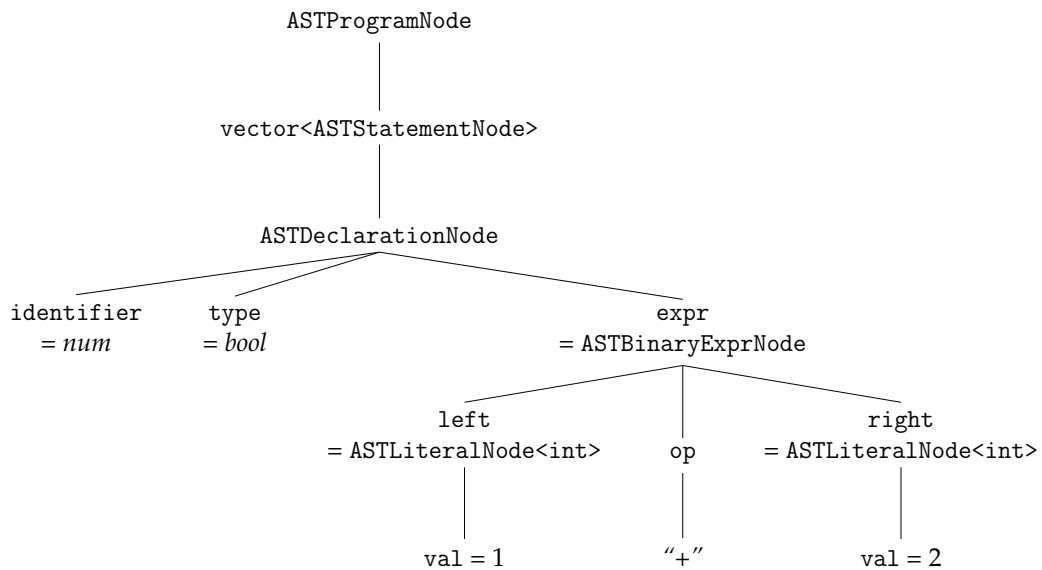 ASTProgramNode
vector<ASTStatementNode>
ASTDeclarationNode
identifier
= num
type
= bool
expr
= ASTBinaryExprNode
left
= ASTLiteralNode<int>
op
right
= ASTLiteralNode<int>
val = 1
“+”
val = 2